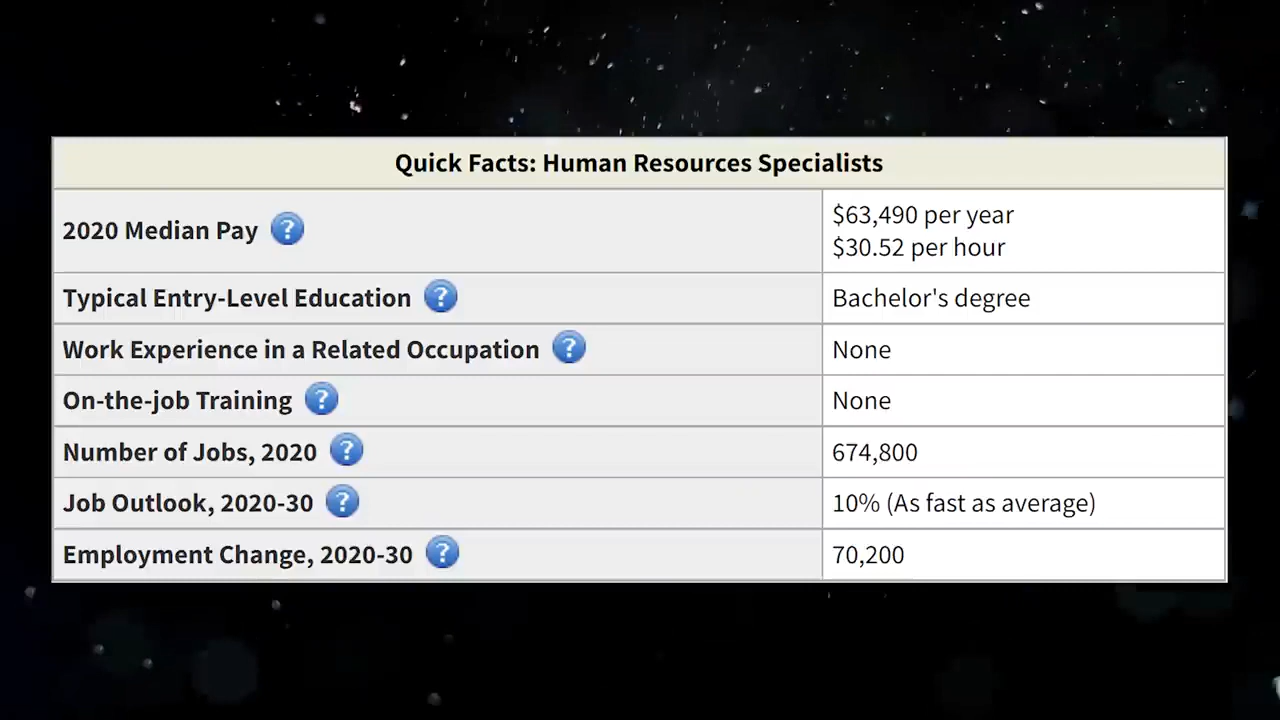 Quick Facts: Human Resources Specialists
2020 Median Pay ?
$63,490 per year
$30.52 per hour
Typical Entry-Level Education ?
Bachelor's degree
Work Experience in a Related Occupation ?
None
On-the-job Training ?
None
Number of Jobs, 2020 ?
674,800
Job Outlook, 2020-30 ?
10% (As fast as average)
Employment Change, 2020-30 ?
70,200